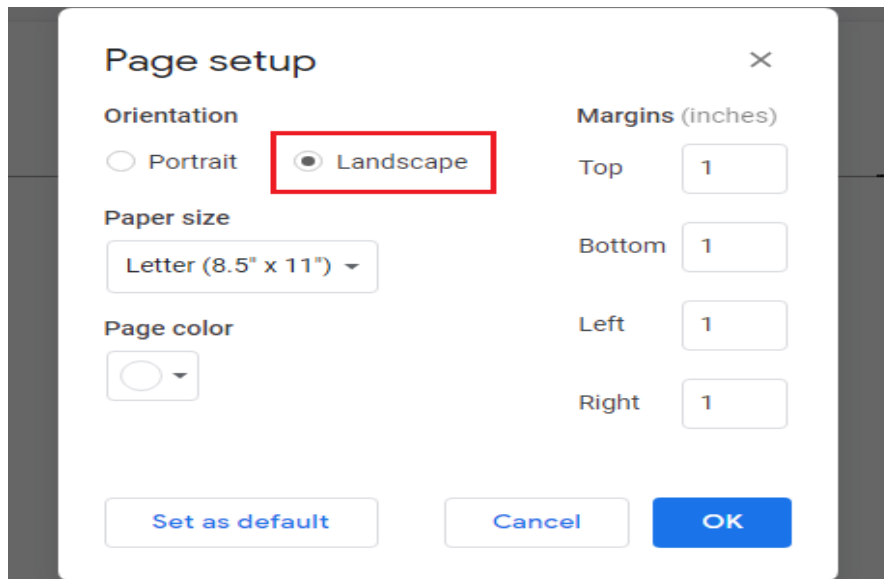 Page setup
Orientation
Portrait
Landscape
Paper size
Letter (8.5" x 11")
Page color
Margins (inches)
Top 1
Bottom 1
Left 1
Right 1
Set as default
Cancel
OK